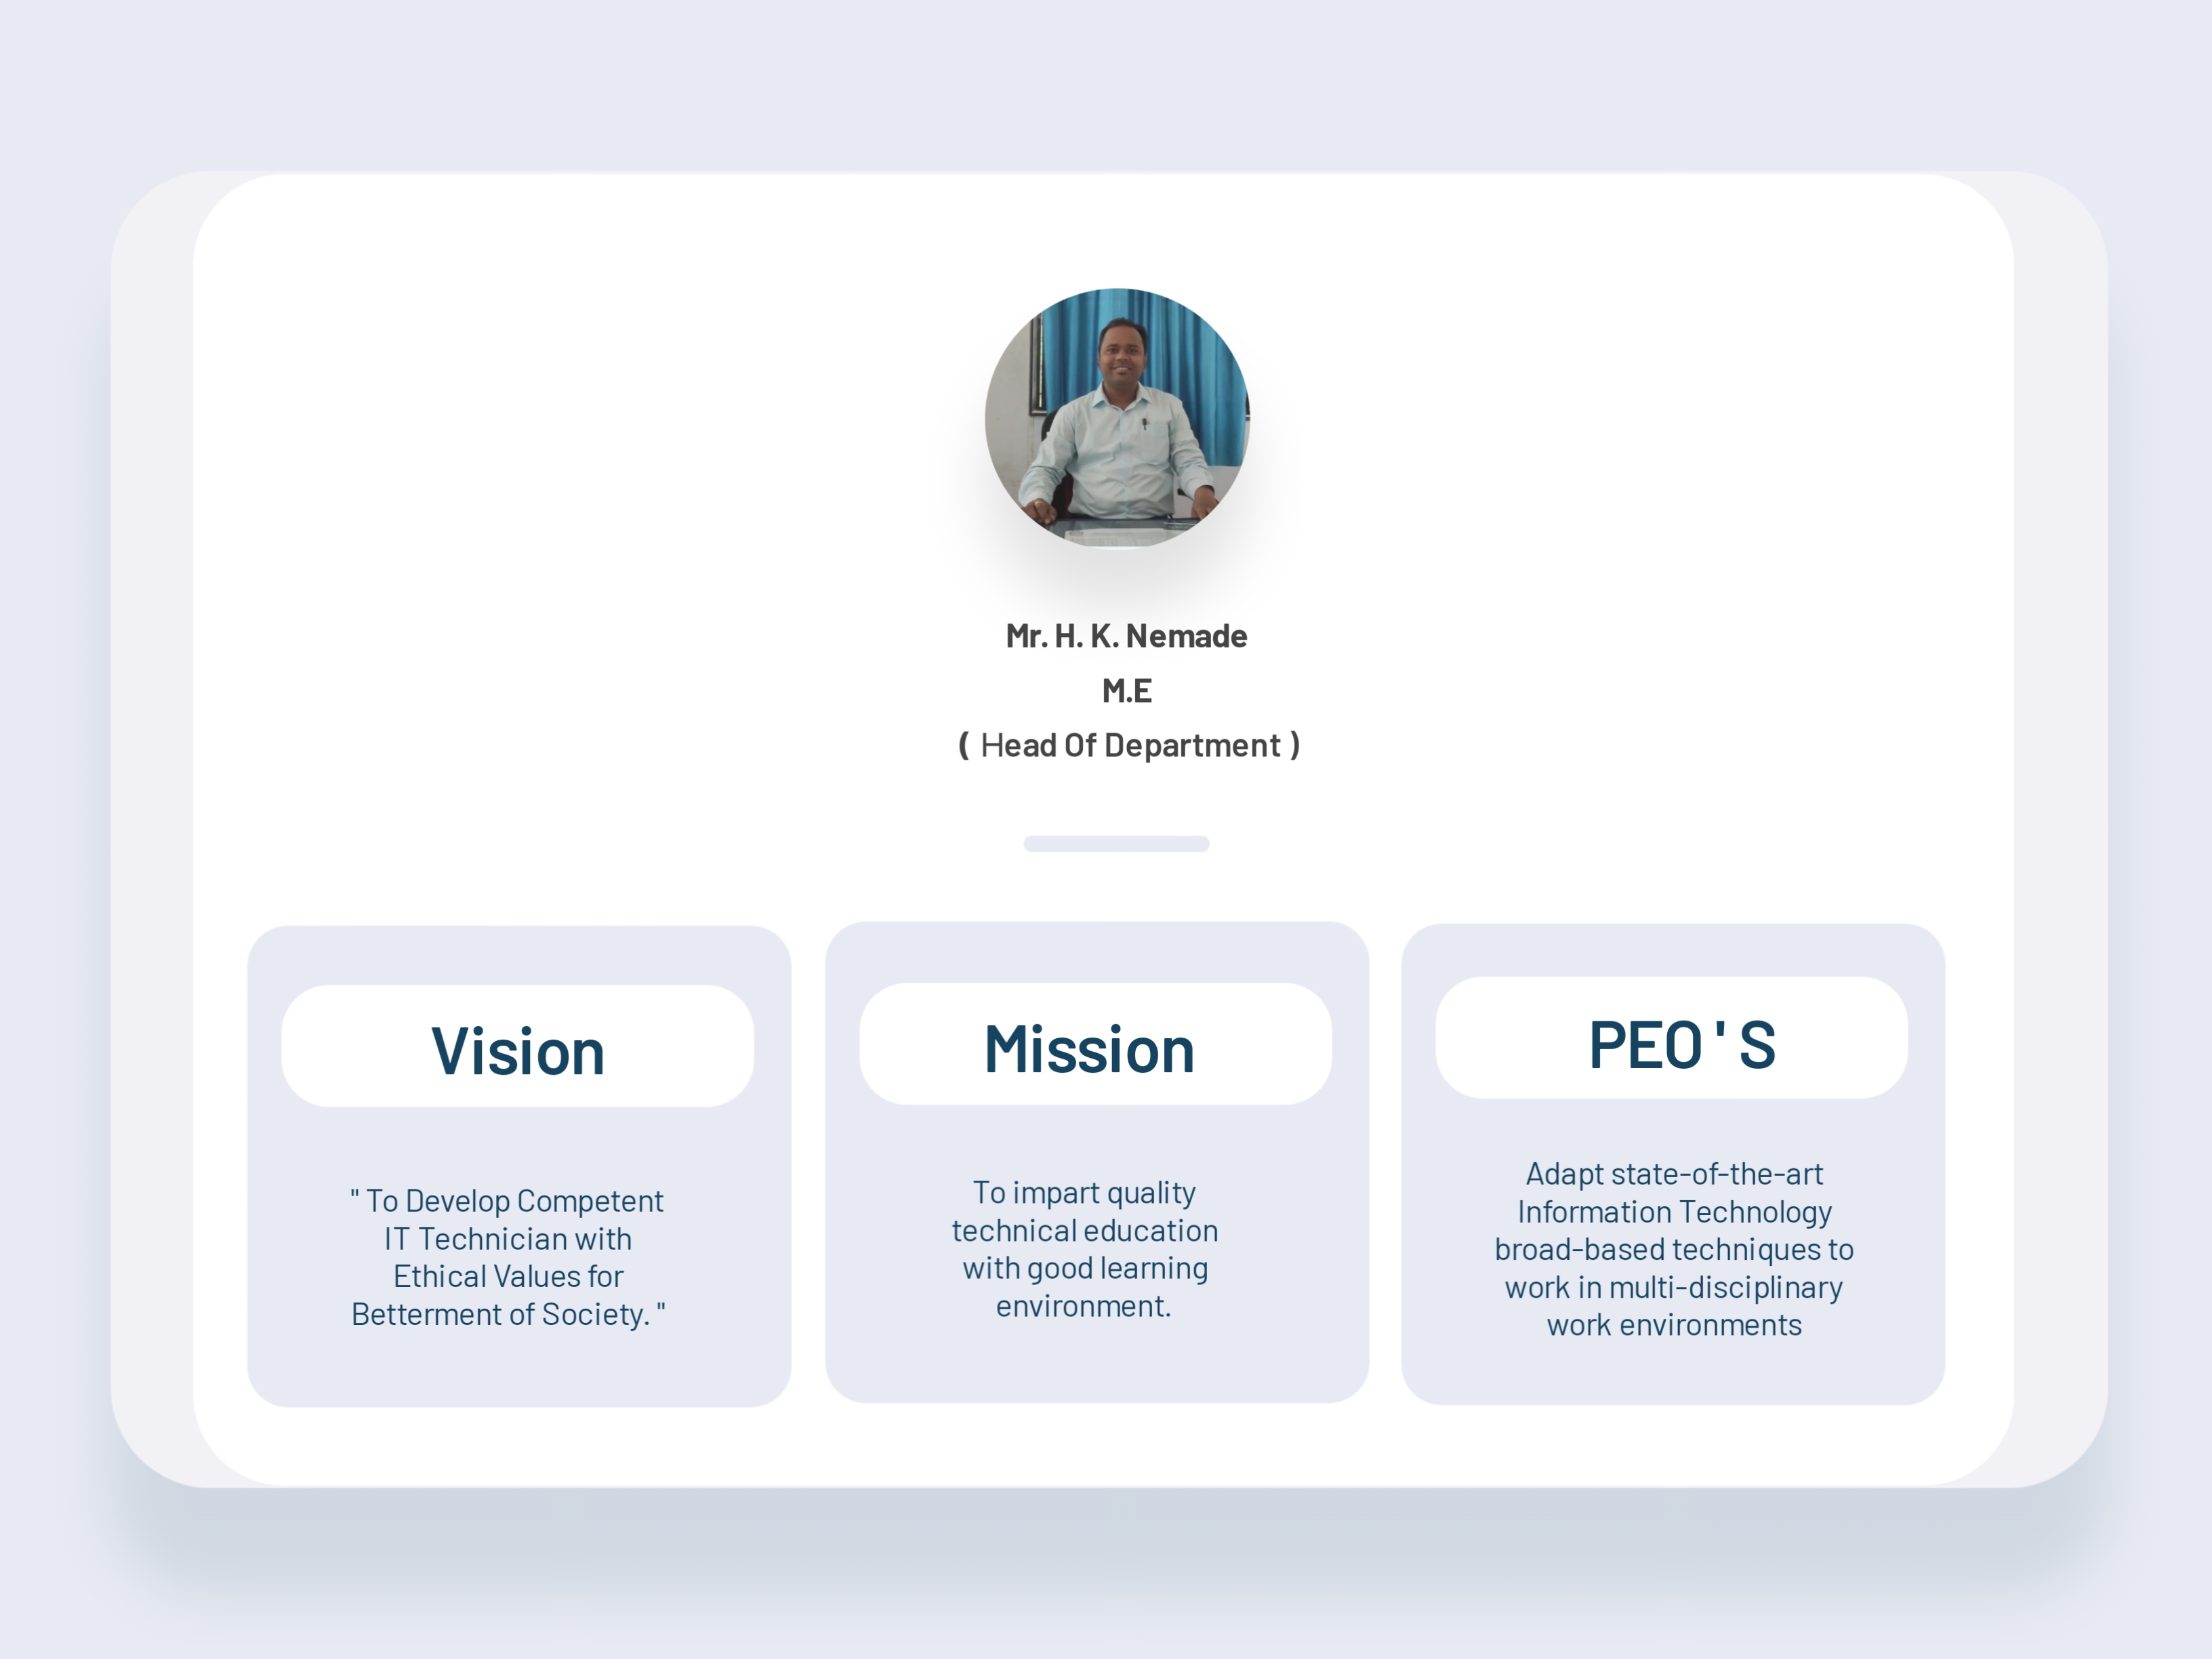 Mr. H. K. Nemade
M.E
( Head Of Department )
Vision
" To Develop Competent
IT Technician with
Ethical Values for
Betterment of Society. "
Mission
To impart quality
technical education
with good learning
environment.
PEO'S
Adapt state-of-the-art
Information Technology
broad-based techniques to
work in multi-disciplinary
work environments